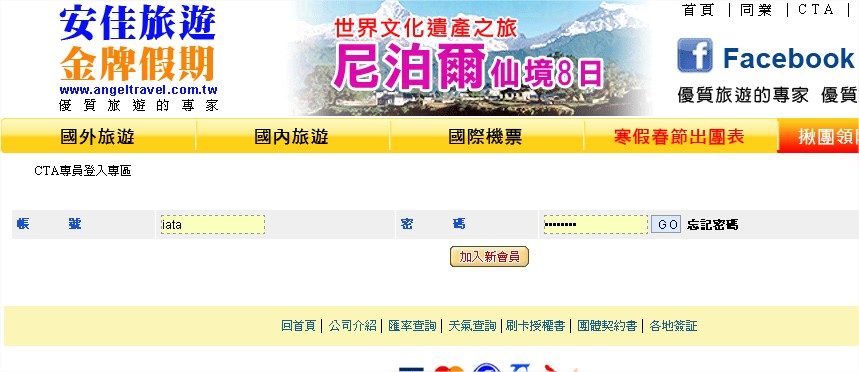 安佳旅遊
金牌假期
www.angeltravel.com.tw
優質旅遊的專家
世界文化遺產之旅
尼泊爾仙境8日
首頁 | 同業 | CTA |
Facebook
優質旅遊的專家 優質
國外旅遊 國內旅遊 國際機票 寒假春節出團表 揪團領隊
CTA專員登入專區
帳 號 iata 密 碼 •••••••• GO 忘記密碼
加入新會員
回首頁 | 公司介紹 | 匯率查詢 | 天氣查詢 | 刷卡授權書 | 團體契約書 | 各地簽証